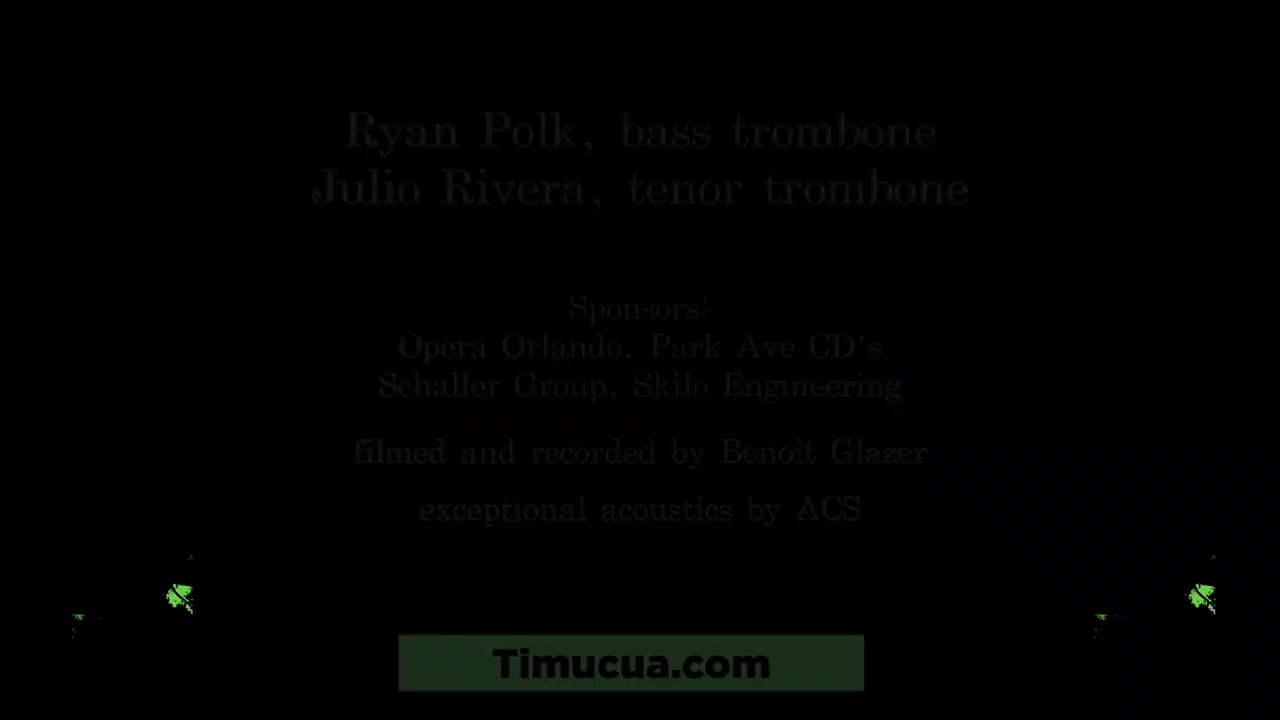 Ryan Polk, bass trombone
Julio Rivera, tenor trombone
Sponsors:
Opera Orlando. Park Ave CD's
Schaller Group, Skilo Engineering
filmed and recorded by Benoit Glazer
exceptional acoustics by ACS
Timucua.com